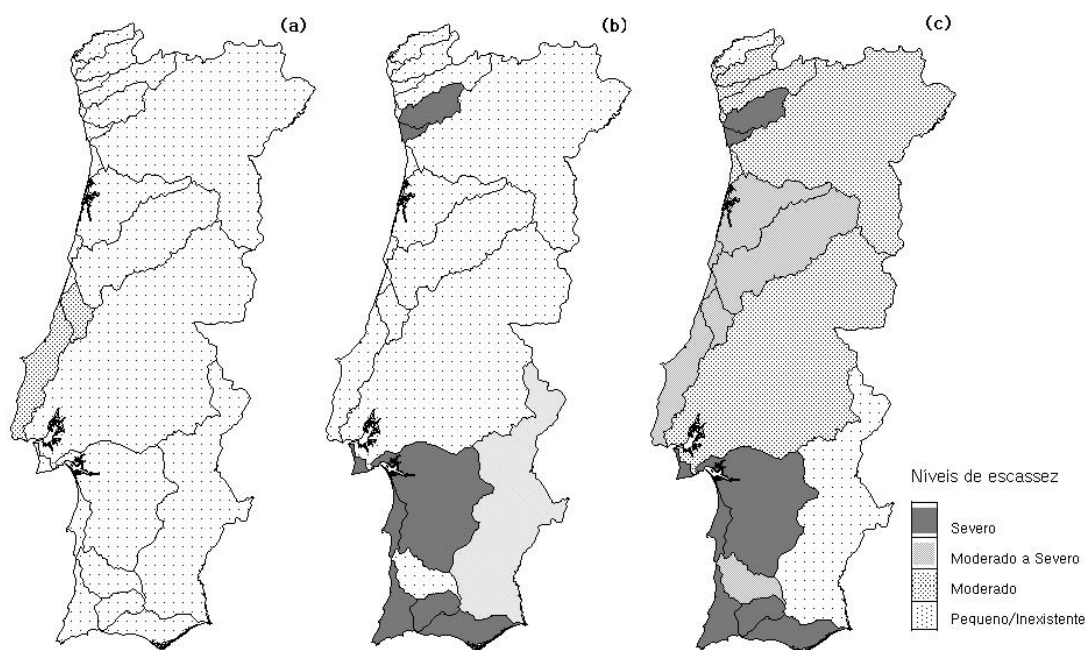 (a)
(b)
(c)
Níveis de escassez
Severo
Moderado a Severo
Moderado
Pequeno/Inexistente